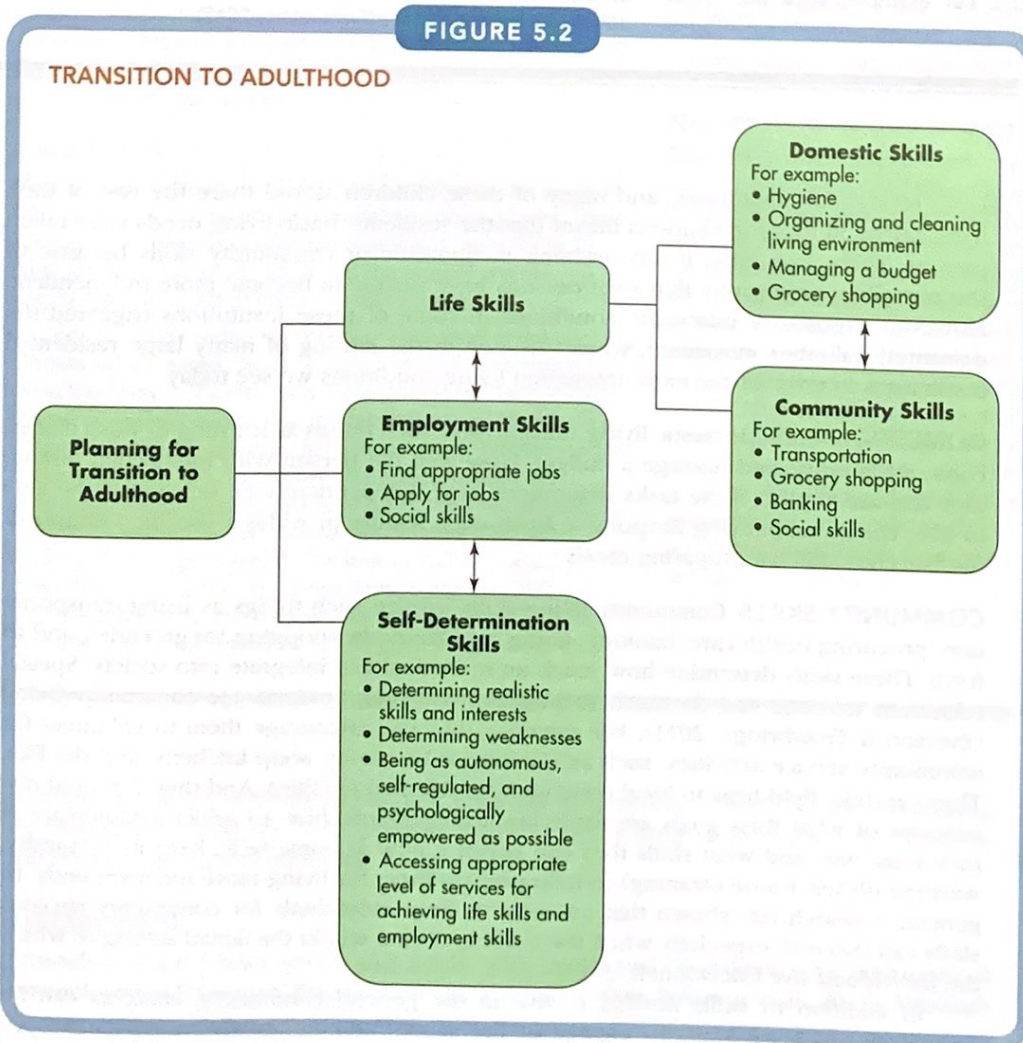 FIGURE 5.2
TRANSITION TO ADULTHOOD
Planning for
Transition to
Adulthood
Life Skills
Employment Skills
For example:
• Find appropriate jobs
• Apply for jobs
• Social skills
Self-Determination
Skills
For example:
• Determining realistic
skills and interests
• Determining weaknesses
• Being as autonomous,
self-regulated, and
psychologically
empowered possible
• Accessing appropriate
level of services for
achieving life skills and
employment skills
Domestic Skills
For example:
• Hygiene
• Organizing and cleaning
living environment
• Managing a budget
• Grocery shopping
Community Skills
For example:
• Transportation
• Grocery shopping
• Banking
• Social skills